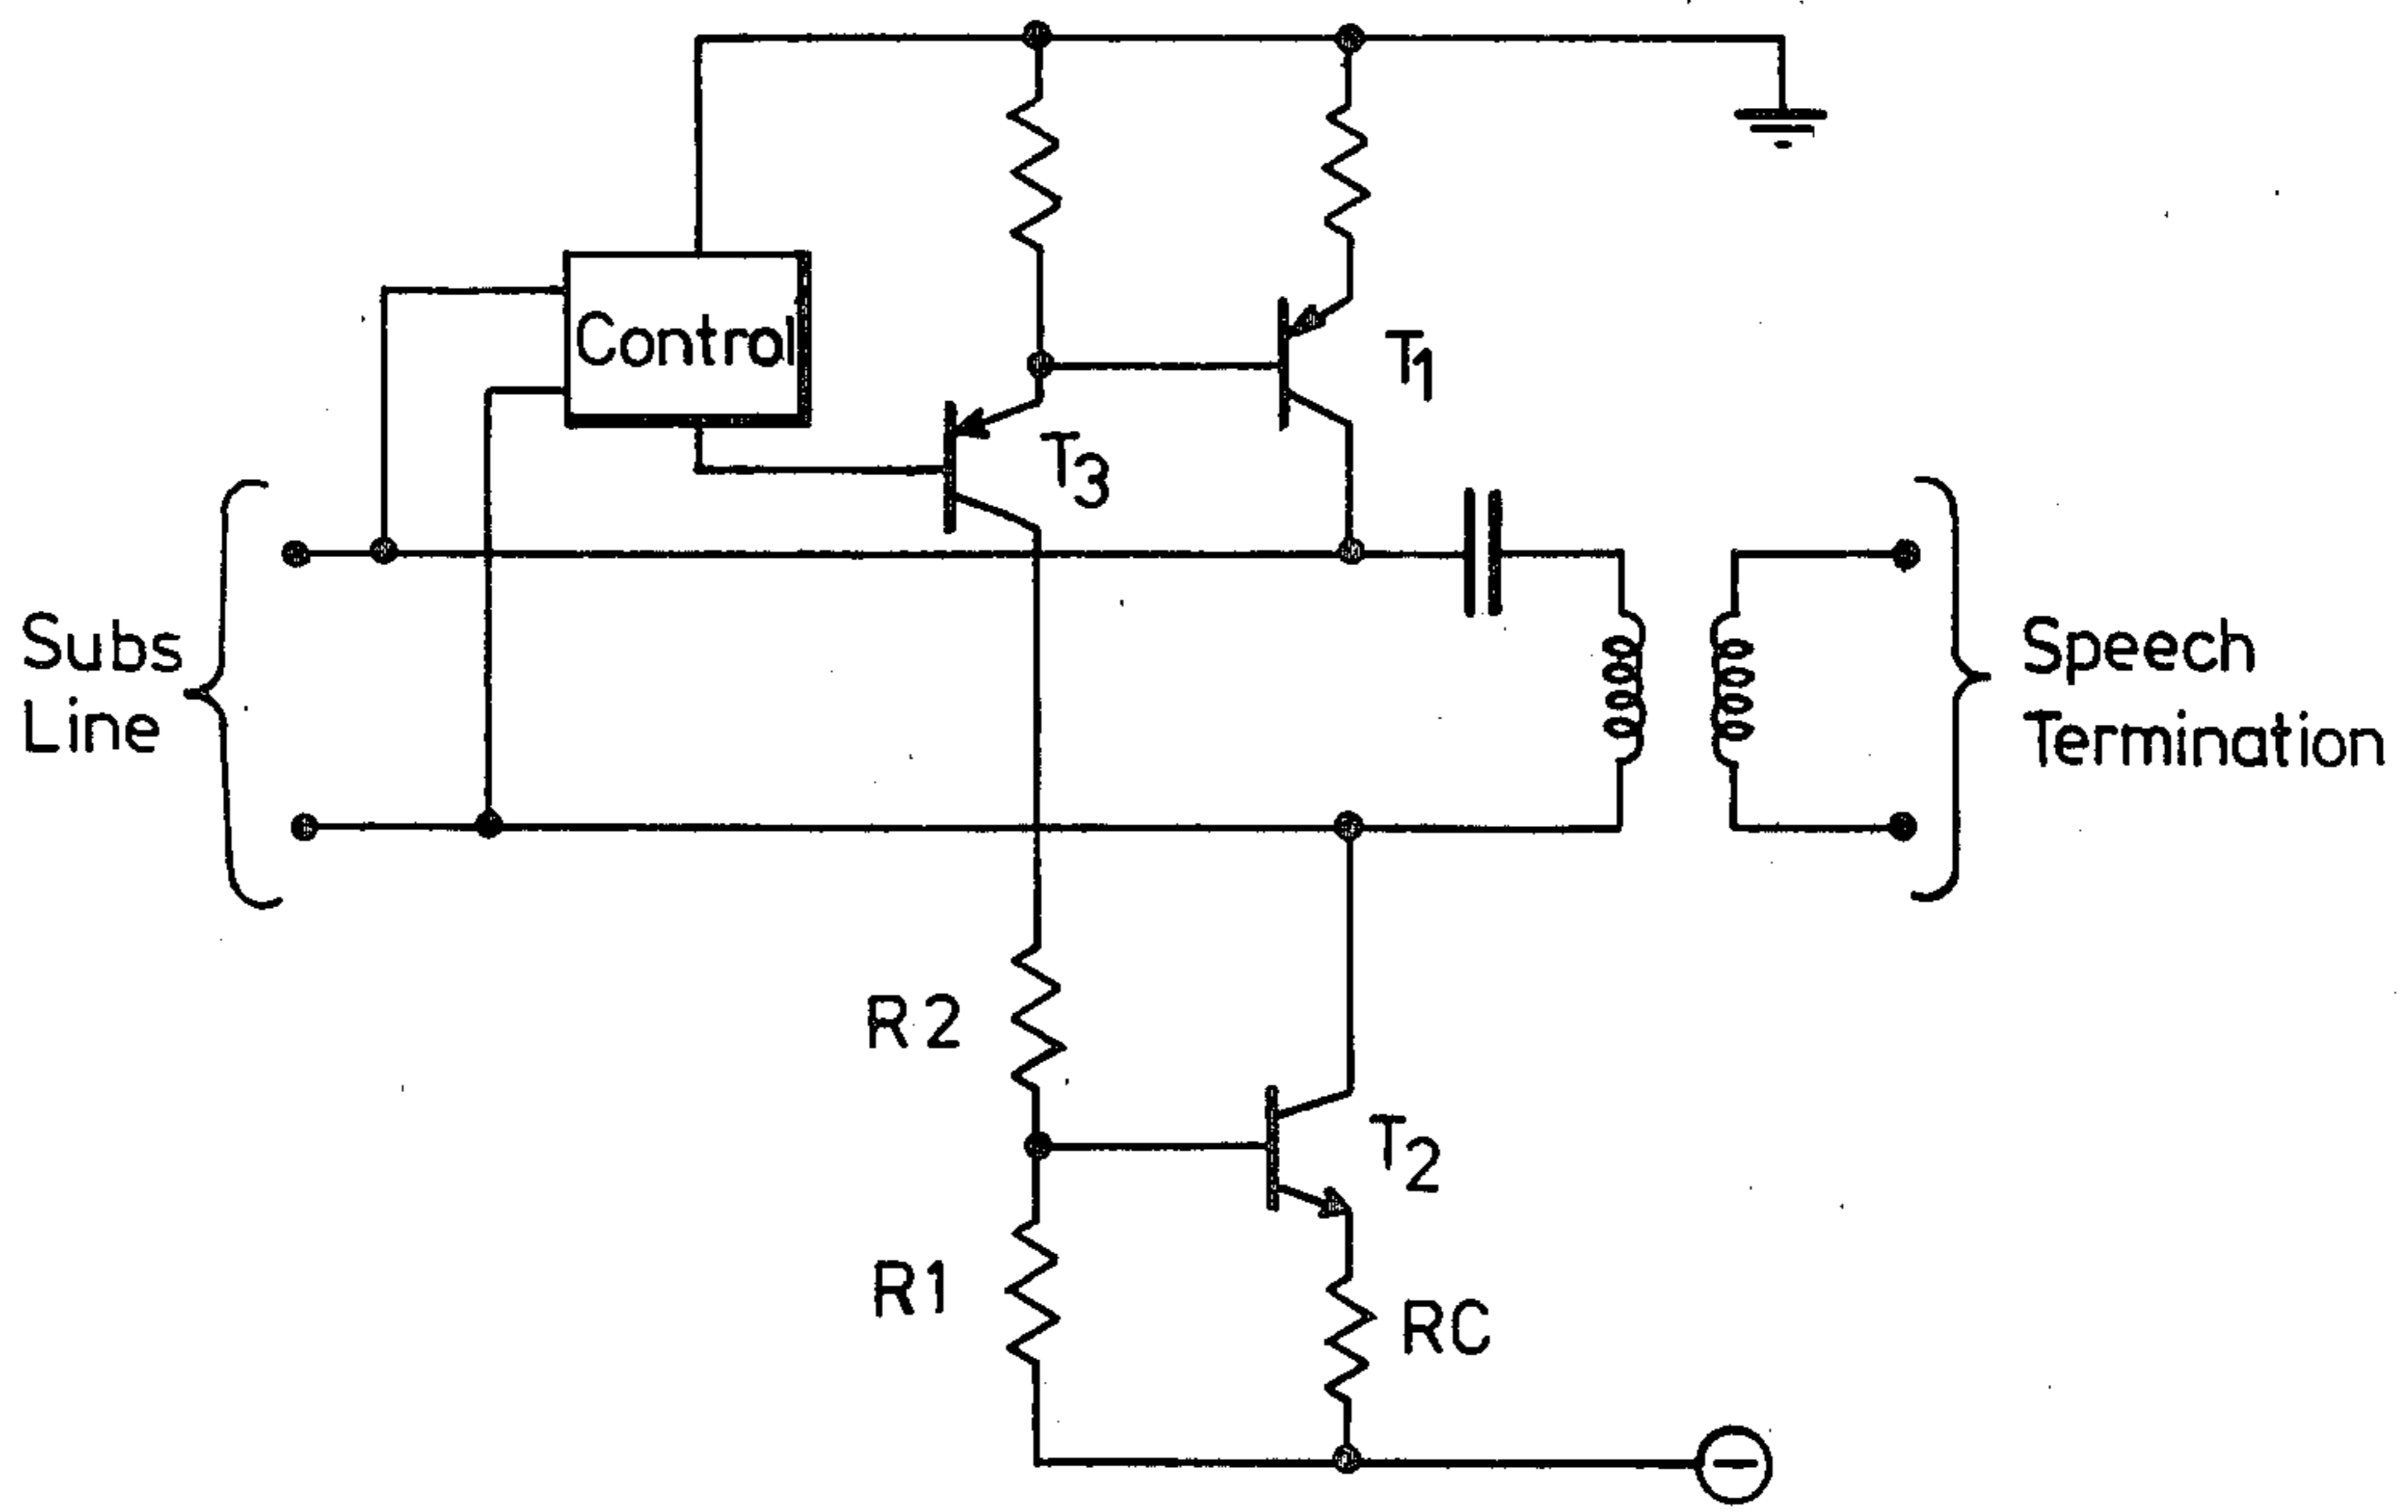 Control
T1
T3
Subs
Line
Speech
Termination
R2
T2
R1
RC